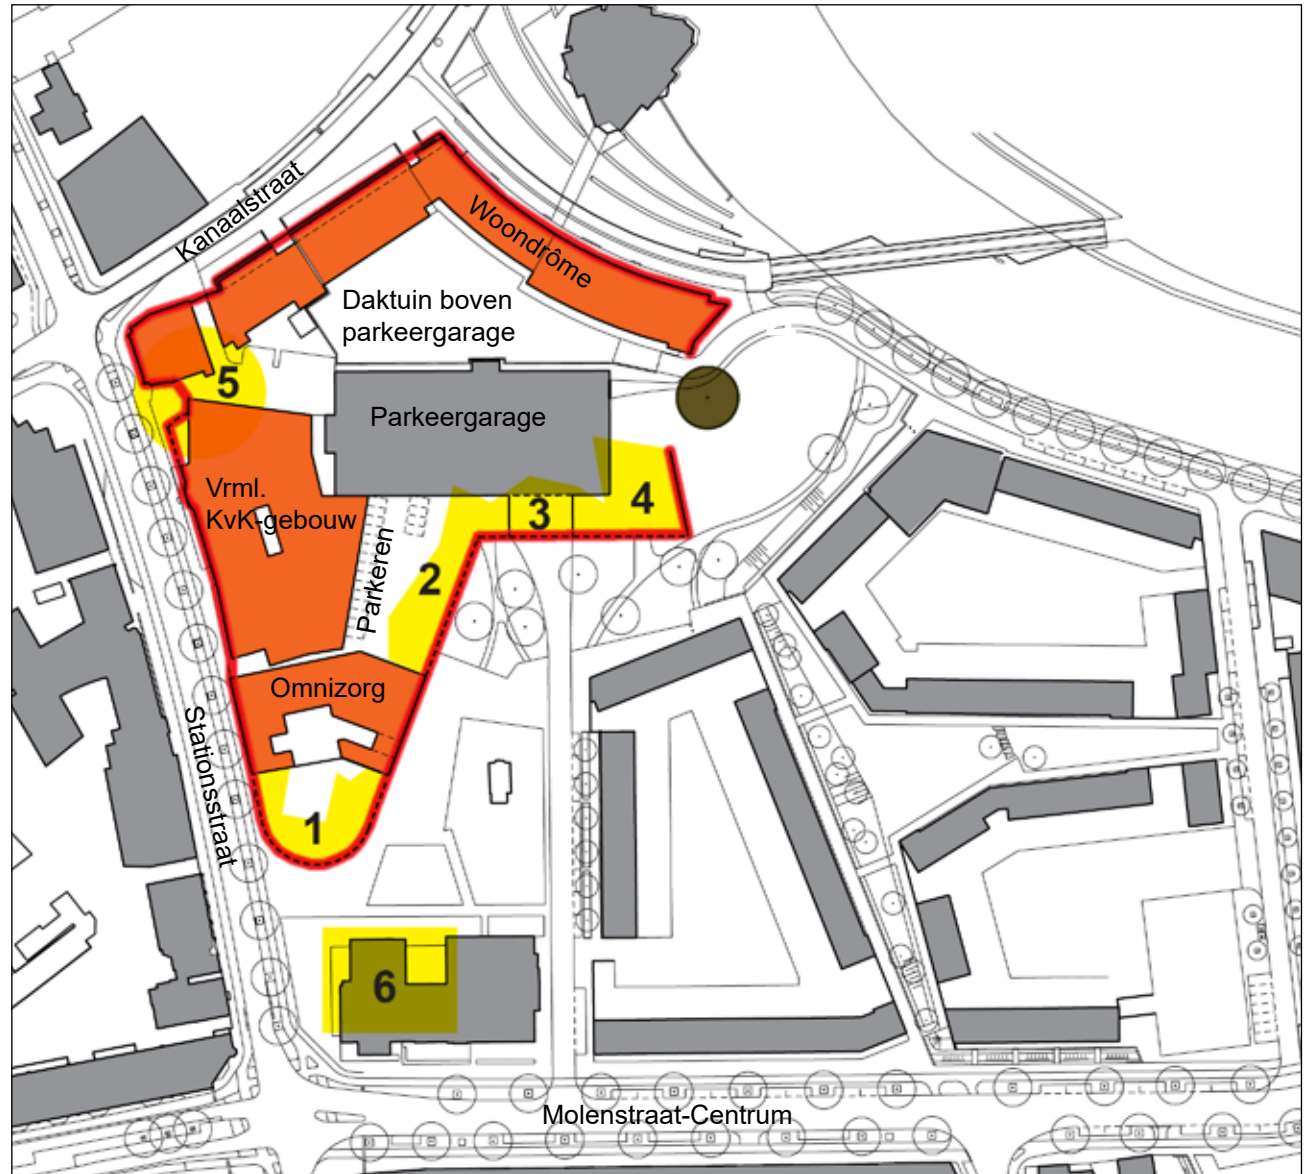 Kanaalstraat
Woondrôme
Daktuin boven
parkeergarage
5
Parkeergarage
Vrml.
KvK-gebouw
3
4
Parkeren
2
Omnizorg
Stationsstraat
1
6
Molenstraat-Centrum